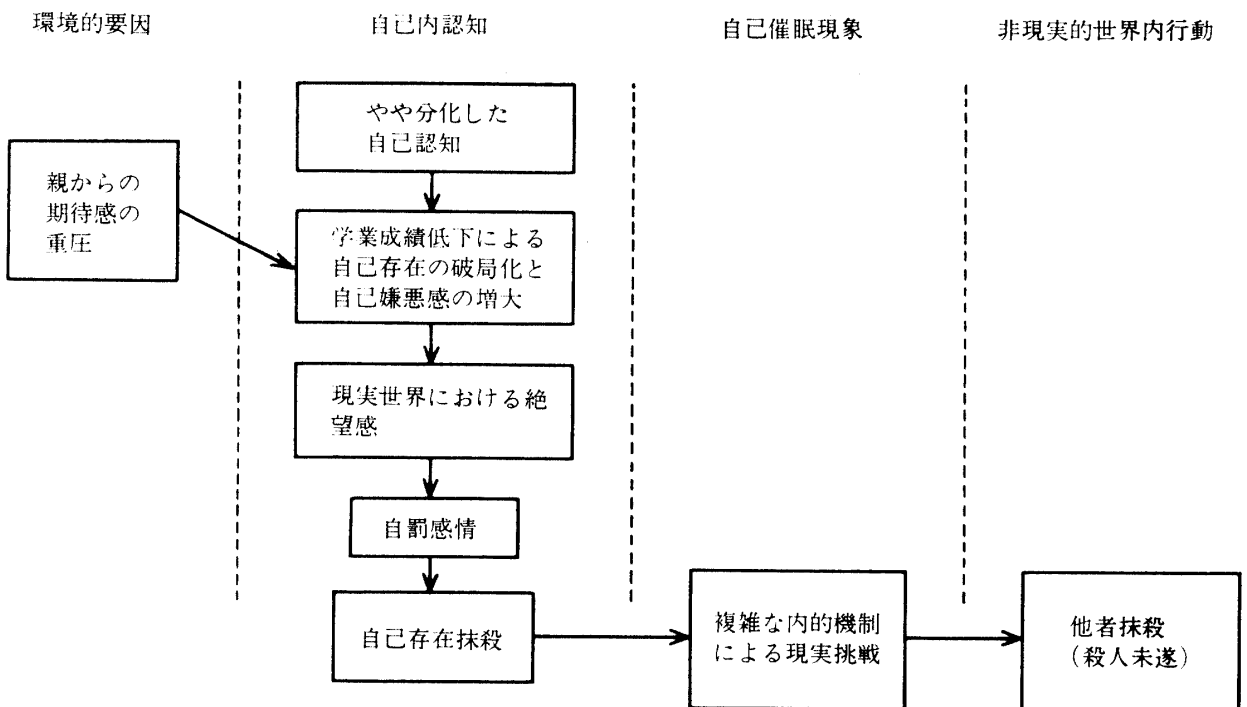 環境的要因
自己内認知
自己催眠現象
非現実的世界内行動
やや分化した
自己認知
親からの
期待感の
重圧
学業成績低下による
自己存在の破局化と
自己嫌悪感の増大
現実世界における絶
望感
自罰感情
自己存在抹殺
複雑な内的機制
による現実挑戦
他者抹殺
(殺人未遂)